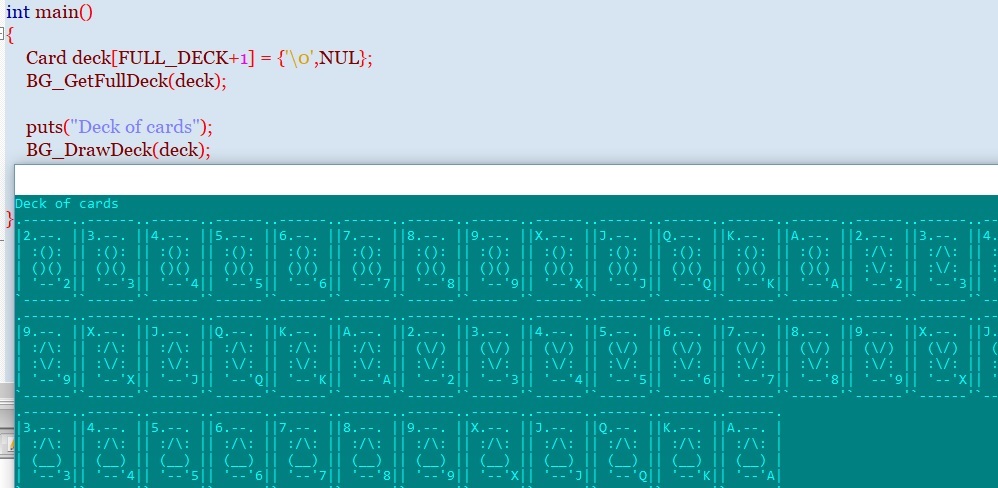 int main()
{
Card deck[FULL_DECK+1] = {'\0',NUL};
BG_GetFullDeck(deck);
puts("Deck of cards");
BG_DrawDeck(deck);
}
Deck of cards
.------..------..------..------..------..------..------..------..------..------..------..------..------..------..------..---
|2.--. ||3.--. ||4.--. ||5.--. ||6.--. ||7.--. ||8.--. ||9.--. ||X.--. ||J.--. ||Q.--. ||K.--. ||A.--. ||2.--. ||3.--. ||4.
| :(): || :(): || :(): || :(): || :(): || :(): || :(): || :(): || :(): || :(): || :(): || :(): || :(): || :/\: || :/\: || :
| ()() || ()() || ()() || ()() || ()() || ()() || ()() || ()() || ()() || ()() || ()() || ()() || ()() || :\/: || :\/: || :
| '--'2|| '--'3|| '--'4|| '--'5|| '--'6|| '--'7|| '--'8|| '--'9|| '--'X|| '--'J|| '--'Q|| '--'K|| '--'A|| '--'2|| '--'3|| '
`------'`------'`------'`------'`------'`------'`------'`------'`------'`------'`------'`------'`------'`------'`------'`---
.------..------..------..------..------..------..------..------..------..------..------..------..------..------..------..---
|9.--. ||X.--. ||J.--. ||Q.--. ||K.--. ||A.--. ||2.--. ||3.--. ||4.--. ||5.--. ||6.--. ||7.--. ||8.--. ||9.--. ||X.--. ||J.
| :/\: || :/\: || :/\: || :/\: || :/\: || :/\: || (\/) || (\/) || (\/) || (\/) || (\/) || (\/) || (\/) || (\/) || (\/) || (
| :\/: || :\/: || :\/: || :\/: || :\/: || :\/: || :\/: || :\/: || :\/: || :\/: || :\/: || :\/: || :\/: || :\/: || :\/: || :
| '--'9|| '--'X|| '--'J|| '--'Q|| '--'K|| '--'A|| '--'2|| '--'3|| '--'4|| '--'5|| '--'6|| '--'7|| '--'8|| '--'9|| '--'X|| '
`------'`------'`------'`------'`------'`------'`------'`------'`------'`------'`------'`------'`------'`------'`------'`---
.------..------..------..------..------..------..------..------..------..------..------..------.
|3.--. ||4.--. ||5.--. ||6.--. ||7.--. ||8.--. ||9.--. ||X.--. ||J.--. ||Q.--. ||K.--. ||A.--. |
| :/\: || :/\: || :/\: || :/\: || :/\: || :/\: || :/\: || :/\: || :/\: || :/\: || :/\: || :/\: |
| (__) || (__) || (__) || (__) || (__) || (__) || (__) || (__) || (__) || (__) || (__) || (__) |
| '--'3|| '--'4|| '--'5|| '--'6|| '--'7|| '--'8|| '--'9|| '--'X|| '--'J|| '--'Q|| '--'K|| '--'A|